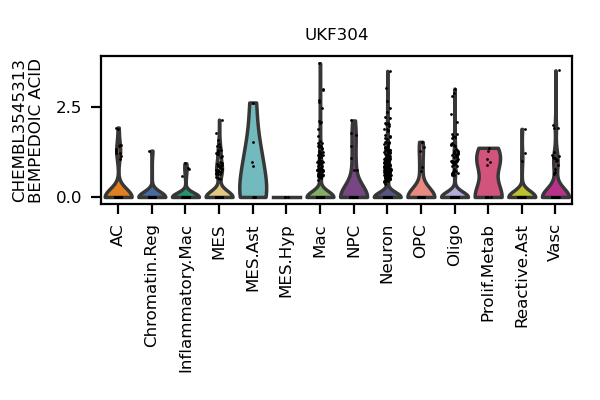 UKF304
CHEMBL3545313
BEMPEDOIC ACID
2.5
0.0
AC
Chromatin.Reg
Inflammatory.Mac
MES
MES.Ast
MES.Hyp
Mac
NPC
Neuron
OPC
Oligo
Prolif.Metab
Reactive.Ast
Vasc